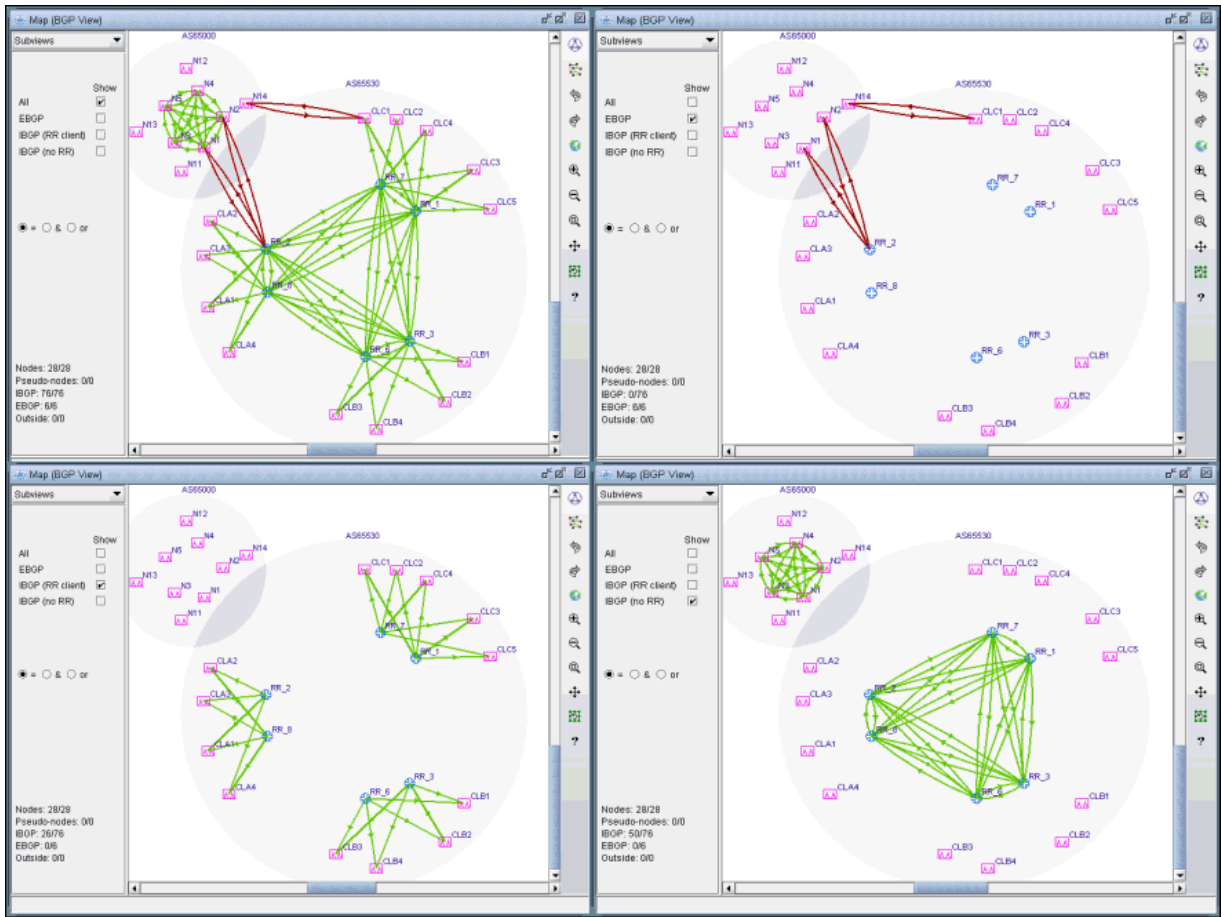 Map (BGP View)
Subviews
Show
All
EBGP
IBGP (RR client)
IBGP (no RR)
= & or
Nodes: 28/28
Pseudo-nodes: 0/0
IBGP: 76/76
EBGP: 6/6
Outside: 0/0
AS65000
N12
N4
N5
N2
N14
N13
N1
N11
AS65530
CLC1
CLC2
CLC4
CLC3
CLC5
RR_7
RR_1
CLA2
CLA3
RR_2
RR_8
CLA1
CLA4
RR_3
RR_6
CLB1
CLB2
CLB3
CLB4
?
Map (BGP View)
Subviews
Show
All
EBGP
IBGP (RR client)
IBGP (no RR)
= & or
Nodes: 28/28
Pseudo-nodes: 0/0
IBGP: 0/76
EBGP: 6/6
Outside: 0/0
AS65000
N12
N4
N14
N5
N2
N13
N3
N1
N11
AS65530
CLC1
CLC2
CLC4
CLC3
CLC5
RR_7
RR_1
CLA2
CLA3
RR_2
RR_8
CLA1
CLA4
RR_3
RR_6
CLB1
CLB2
CLB3
CLB4
?
Map (BGP View)
Subviews
Show
All
EBGP
IBGP (RR client)
IBGP (no RR)
= & or
Nodes: 28/28
Pseudo-nodes: 0/0
IBGP: 26/76
EBGP: 0/6
Outside: 0/0
AS65000
N12
N4
N5
N14
N2
N13
N3
N1
N11
AS65530
CLC1
CLC2
CLC4
CLC3
CLC5
RR_7
RR_1
CLA2
CLA3
RR_2
RR_8
CLA1
CLA4
RR_3
RR_6
CLB1
CLB2
CLB3
CLB4
?
Map (BGP View)
Subviews
Show
All
EBGP
IBGP (RR client)
IBGP (no RR)
= & or
Nodes: 28/28
Pseudo-nodes: 0/0
IBGP: 50/76
EBGP: 0/6
Outside: 0/0
AS65000
N12
N4
N5
N14
N2
N13
N1
N11
AS65530
CLC1
CLC2
CLC4
CLC3
CLC5
RR_7
RR_1
CLA2
CLA3
RR_2
RR_8
CLA1
CLA4
RR_3
RR_6
CLB1
CLB2
CLB3
CLB4
?